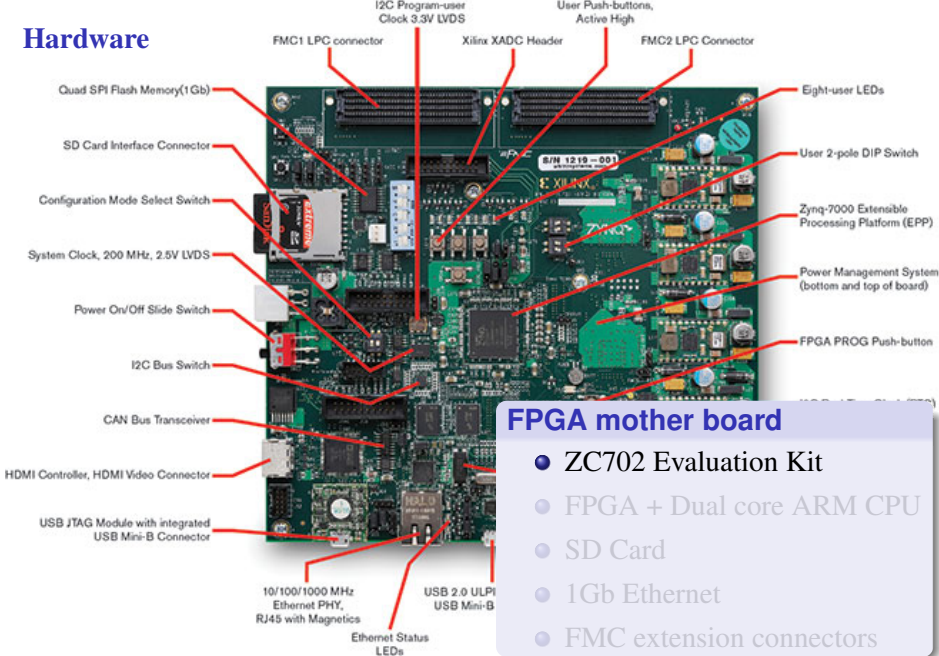 Hardware
I2C Program-user
Clock 3.3V LVDS
User Push-buttons,
Active High
FMC1 LPC connector
Xilinx XADC Header
FMC2 LPC Connector
Quad SPI Flash Memory(1Gb)
Eight-user LEDs
SD Card Interface Connector
User 2-pole DIP Switch
Configuration Mode Select Switch
Zynq-7000 Extensible
Processing Platform (EPP)
System Clock, 200 MHz, 2.5V LVDS
Power Management System
(bottom and top of board)
Power On/Off Slide Switch
FPGA PROG Push-button
I2C Bus Switch
CAN Bus Transceiver
HDMI Controller, HDMI Video Connector
USB JTAG Module with integrated
USB Mini-B Connector
10/100/1000 MHz
Ethernet PHY,
RJ45 with Magnetics
Ethernet Status
LEDs
USB 2.0 ULPI
USB Mini-B
S/N 1219-001
XILINX
ZYNQ
extreme
HALO
FPGA mother board
ZC702 Evaluation Kit
FPGA + Dual core ARM CPU
SD Card
1Gb Ethernet
FMC extension connectors